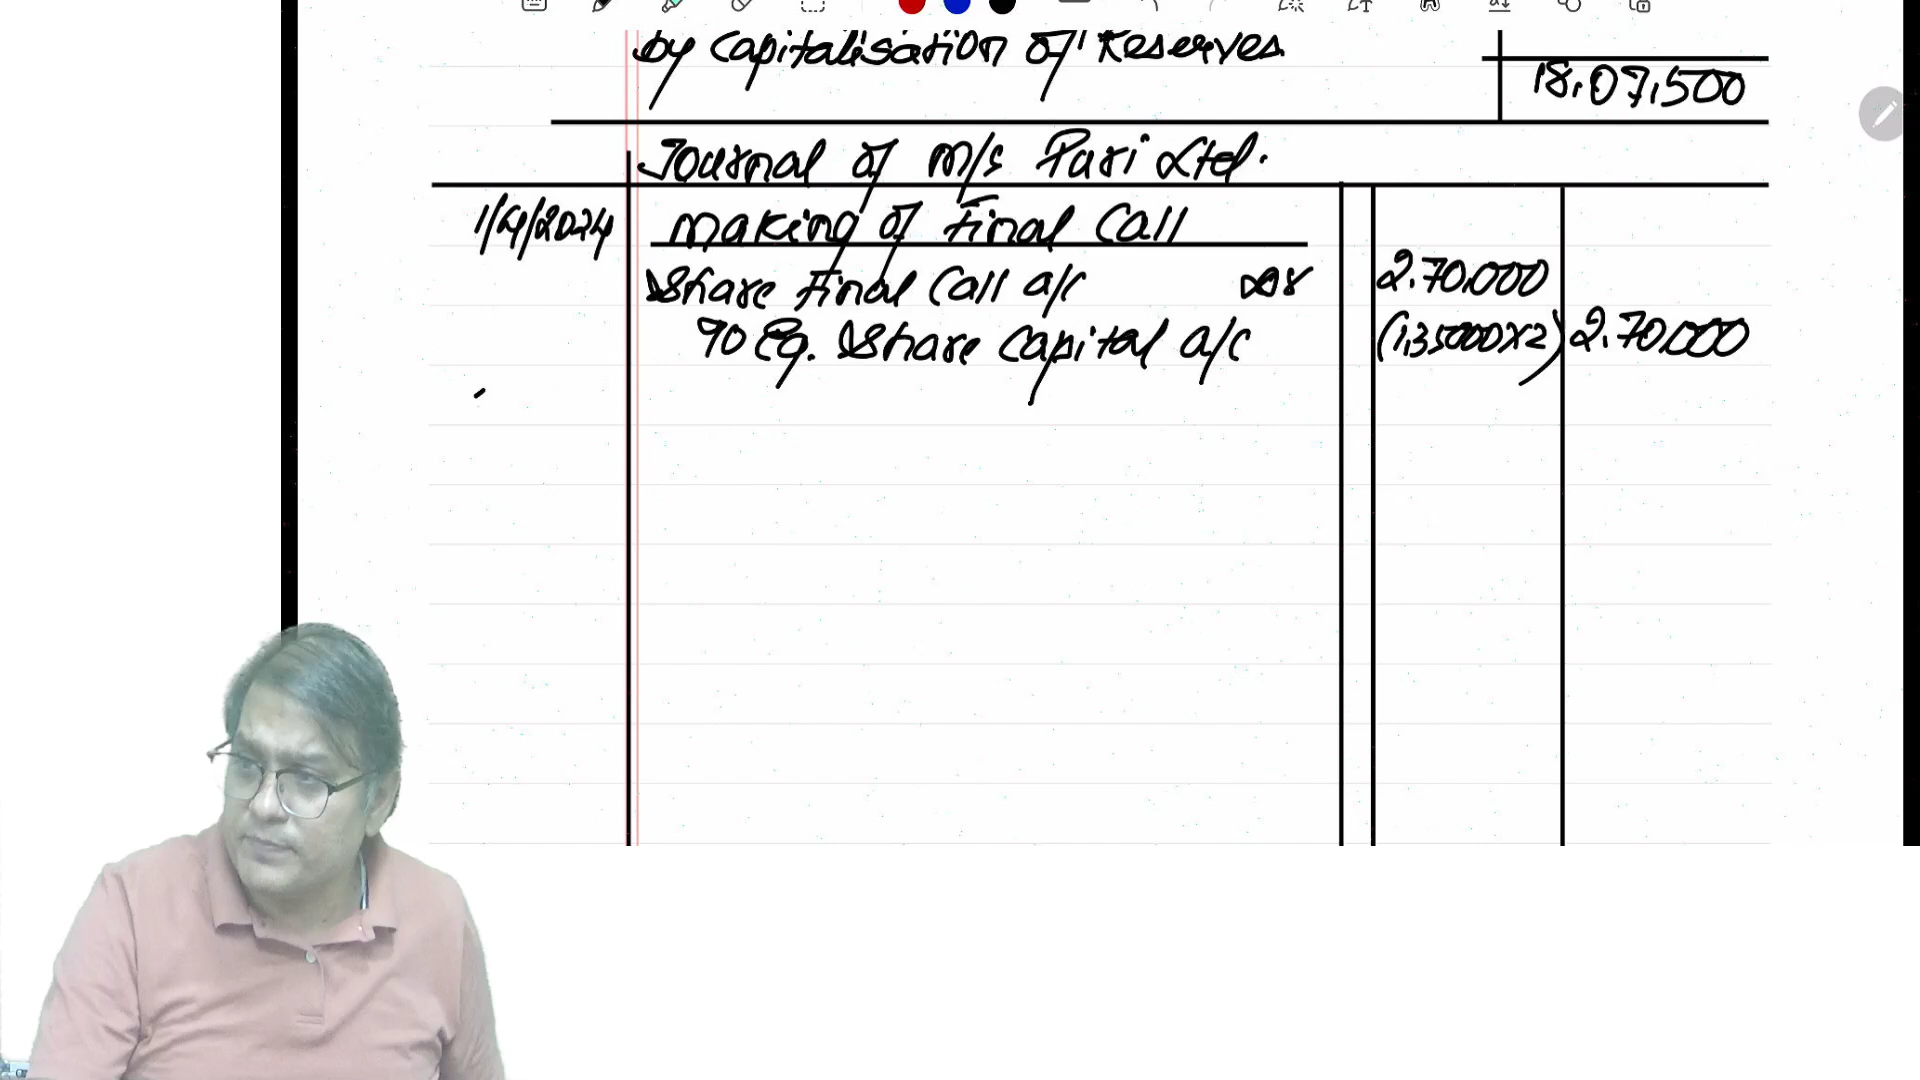 by Capitalisation of Reserves.
18,07,500
Journal of M/s Pari Ltd.
1/4/2024 Making of Final Call
Share Final Call a/c Dr 2,70,000
To Eq. Share Capital a/c (1,35000x2) 2,70,000